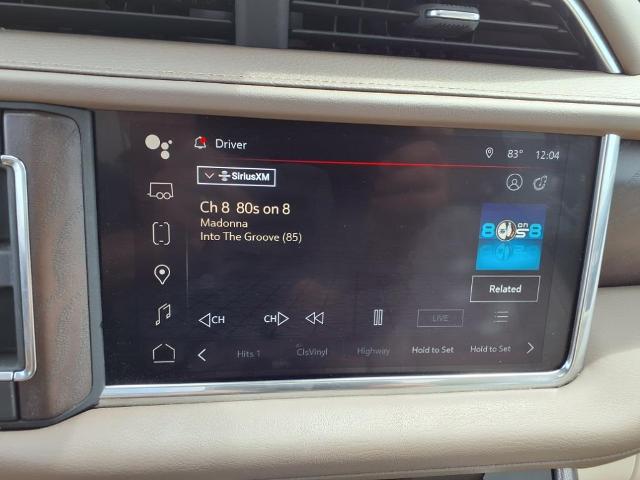 Driver
83° 12:04
SiriusXM
Ch 8 80s on 8
Madonna
Into The Groove (85)
80s on 8
Related
CH CH LIVE
Hits 1 ClsVinyl Highway Hold to Set Hold to Set